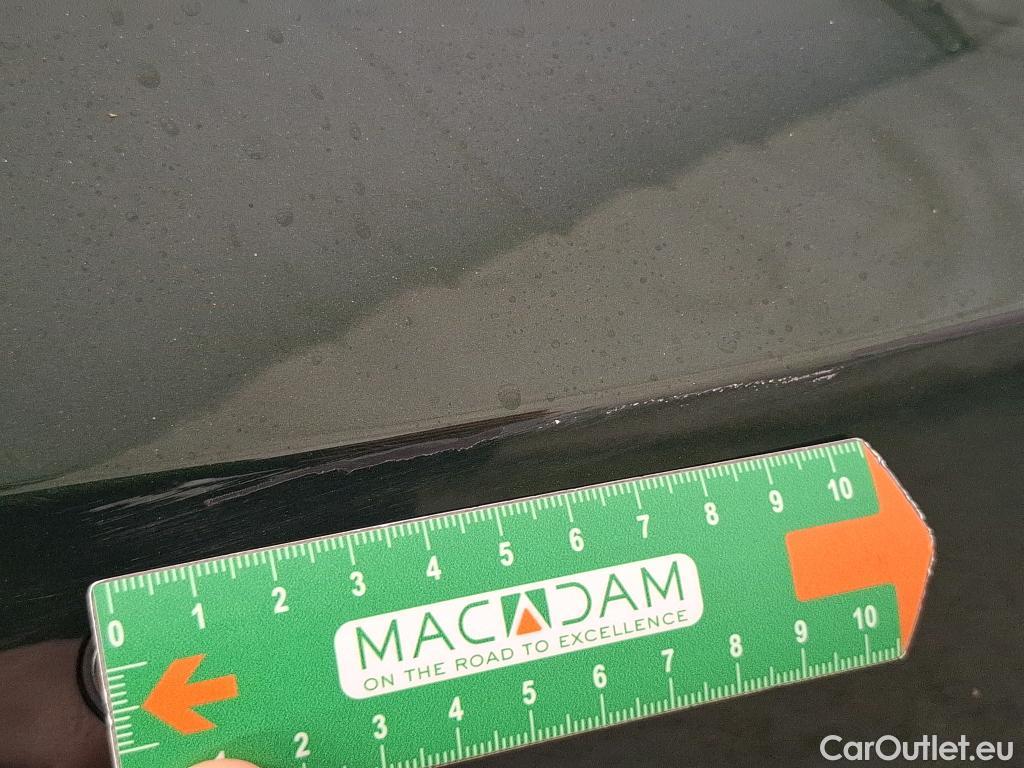 0 1 2 3 4 5 6 7 8 9 10
MACADAM
ON THE ROAD TO EXCELLENCE
1 2 3 4 5 6 7 8 9 10
CarOutlet.eu